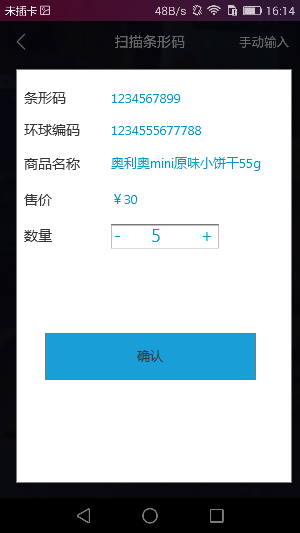 未插卡 48B/s 16:14
扫描条形码 手动输入
条形码 1234567899
环球编码 1234555677788
商品名称 奥利奥mini原味小饼干55g
售价 ￥30
数量 - 5 +
确认